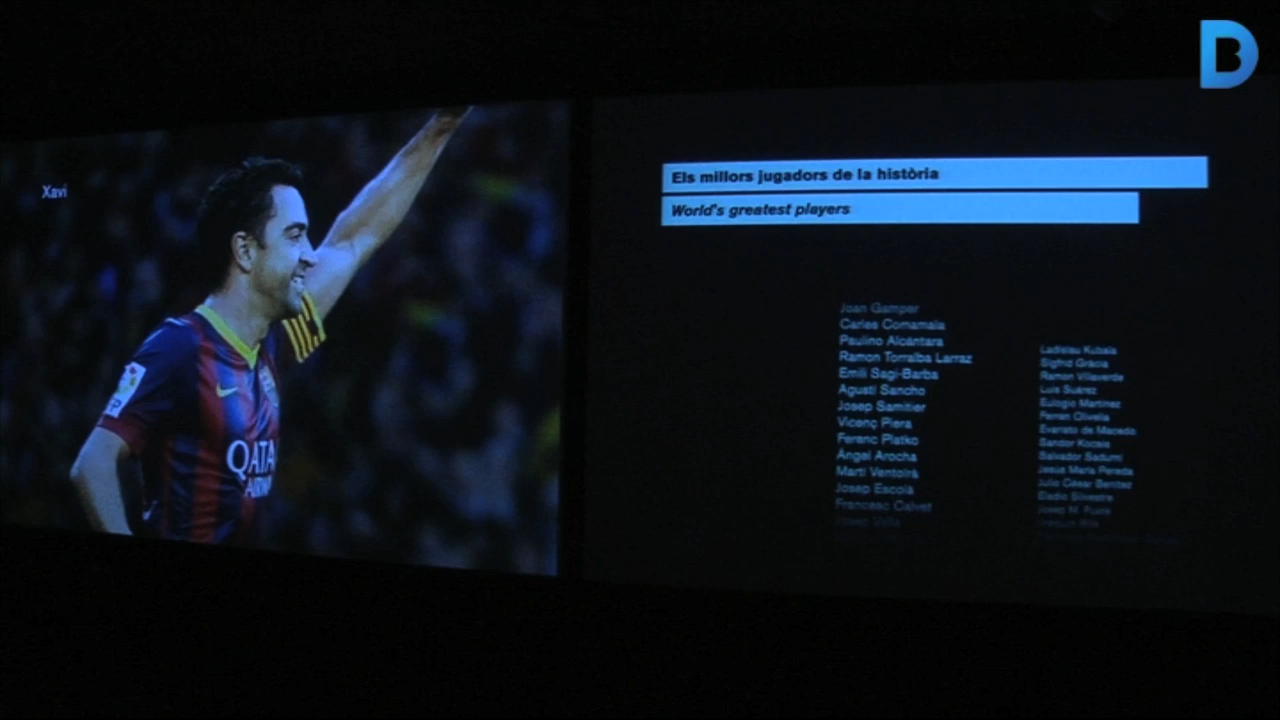 Xavi
QATAR
AIRWAYS
Els millors jugadors de la història
World's greatest players
Joan Gamper
Carles Comamala
Paulino Alcántara
Ramon Torralba Larraz
Emili Sagi-Barba
Agustí Sancho
Josep Samitier
Vicenç Piera
Ferenc Platko
Àngel Arocha
Martí Ventolrà
Josep Escolà
Francesc Calvet
Ladislau Kubala
Sigfrid Gràcia
Ramon Villaverde
Luis Suárez
Eulogio Martínez
Ferran Olivella
Evaristo de Macedo
Sandor Kocsis
Salvador Sadurní
Jesús María Pereda
Julio César Benítez
Eladio Silvestre
Josep M. Fusté